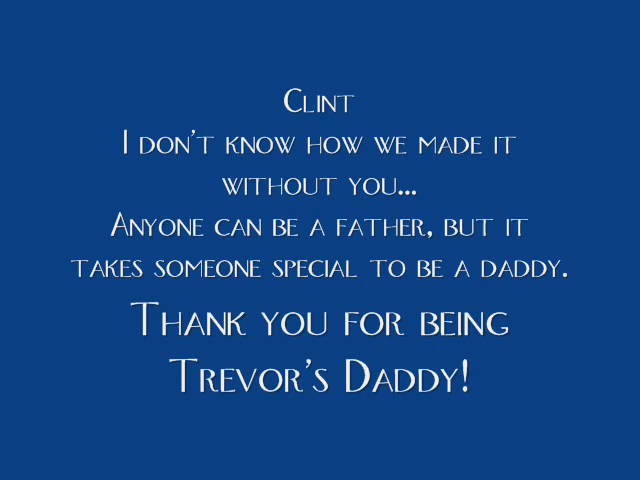 Clint
I don't know how we made it
without you...
Anyone can be a father, but it
takes someone special to be a daddy.
Thank you for being
Trevor's Daddy!